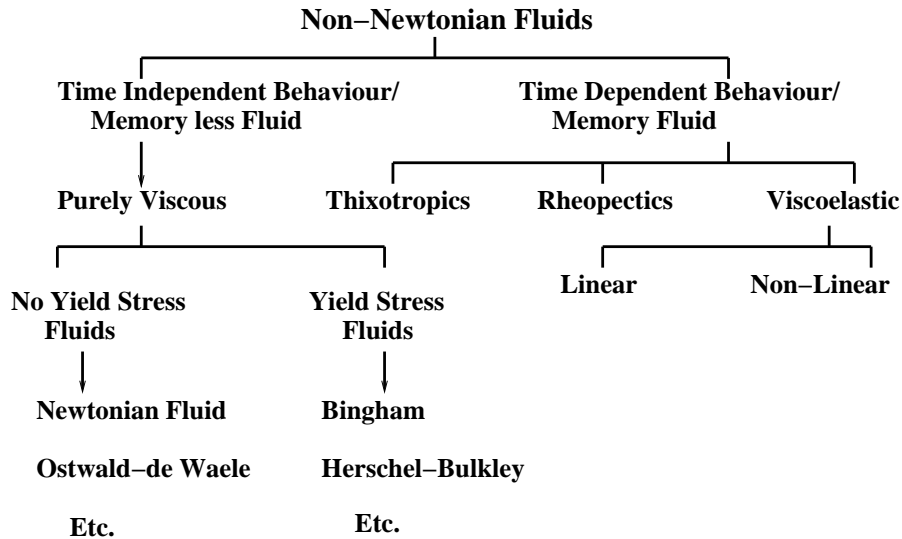 Non−Newtonian Fluids
Time Independent Behaviour/
Memory less Fluid
Time Dependent Behaviour/
Memory Fluid
Purely Viscous
Thixotropics
Rheopectics
Viscoelastic
Linear
Non−Linear
No Yield Stress
Fluids
Yield Stress
Fluids
Newtonian Fluid
Bingham
Ostwald−de Waele
Herschel−Bulkley
Etc.
Etc.